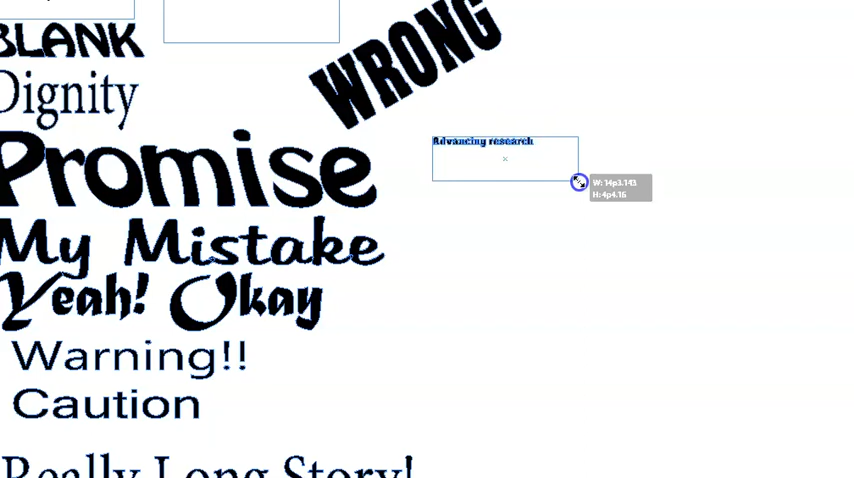 BLANK
WRONG
Dignity
Advancing research
Promise
W: 14p3.143
H: 4p4.16
My Mistake
Yeah! Okay
Warning!!
Caution
Really Long Story!